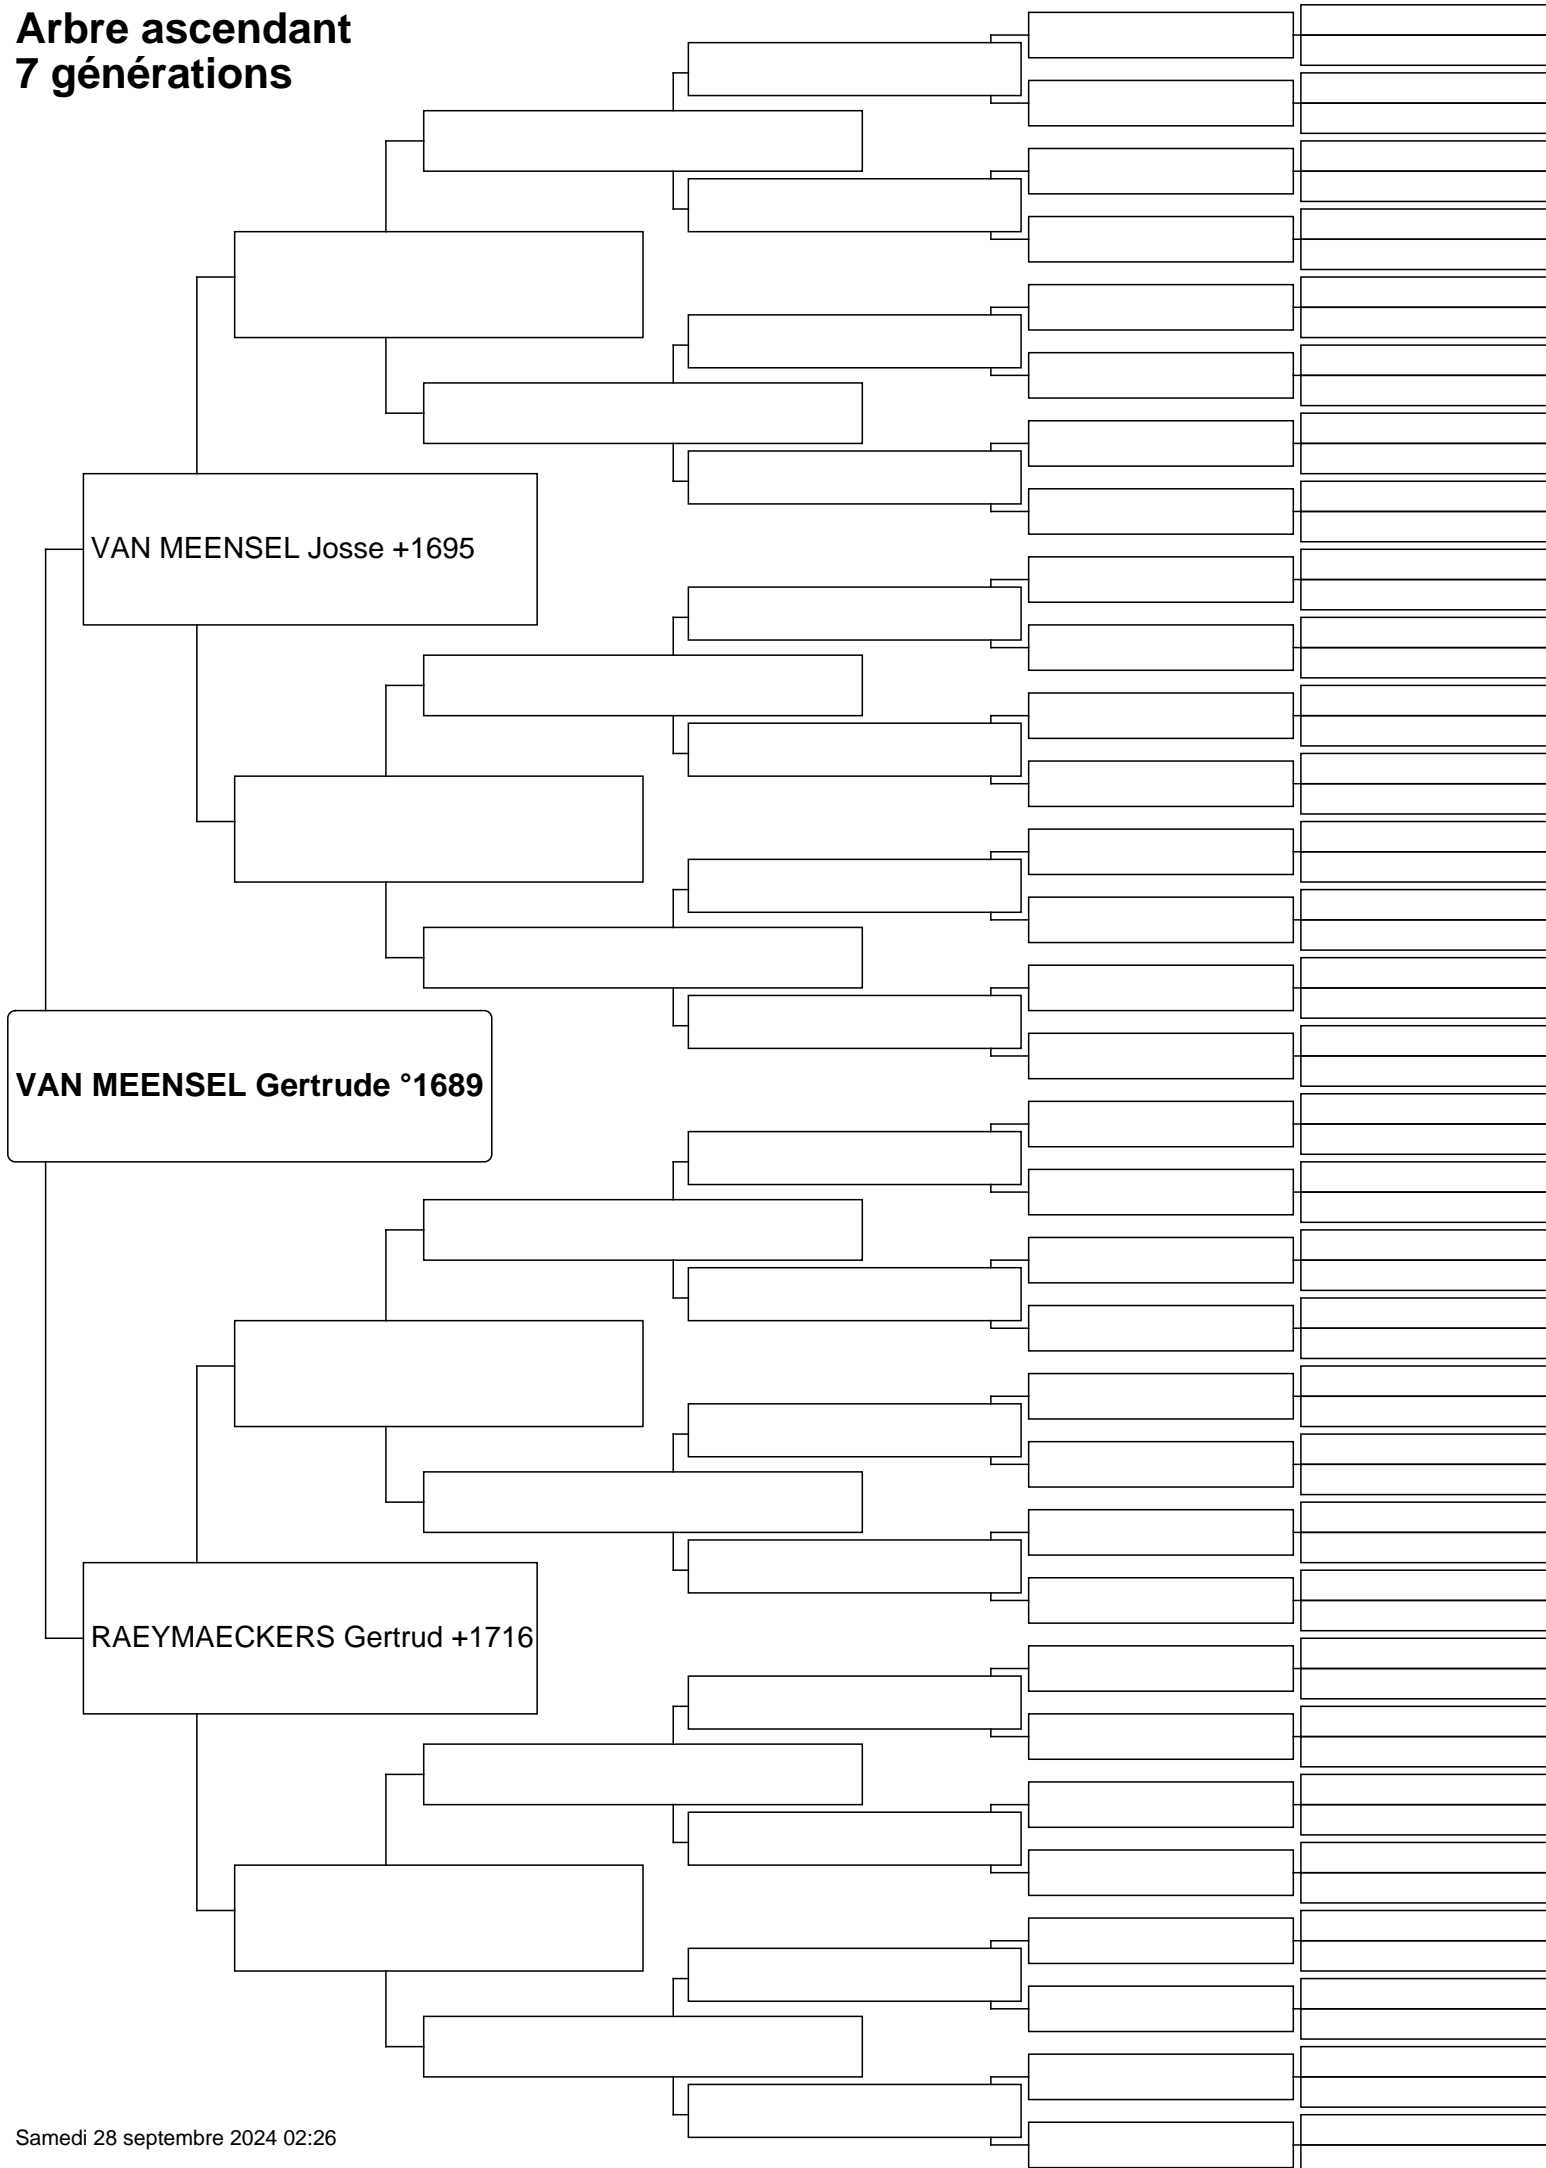 Arbre ascendant
7 générations
VAN MEENSEL Josse +1695
VAN MEENSEL Gertrude °1689
RAEYMAECKERS Gertrud +1716
Samedi 28 septembre 2024 02:26